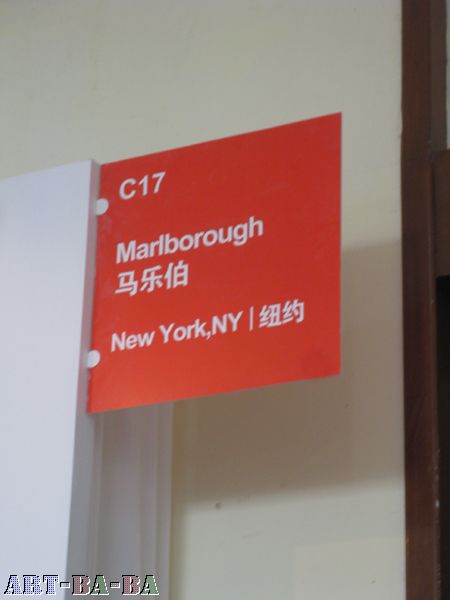 C17
Marlborough
马乐伯
New York,NY | 纽约
ART-BA-BA